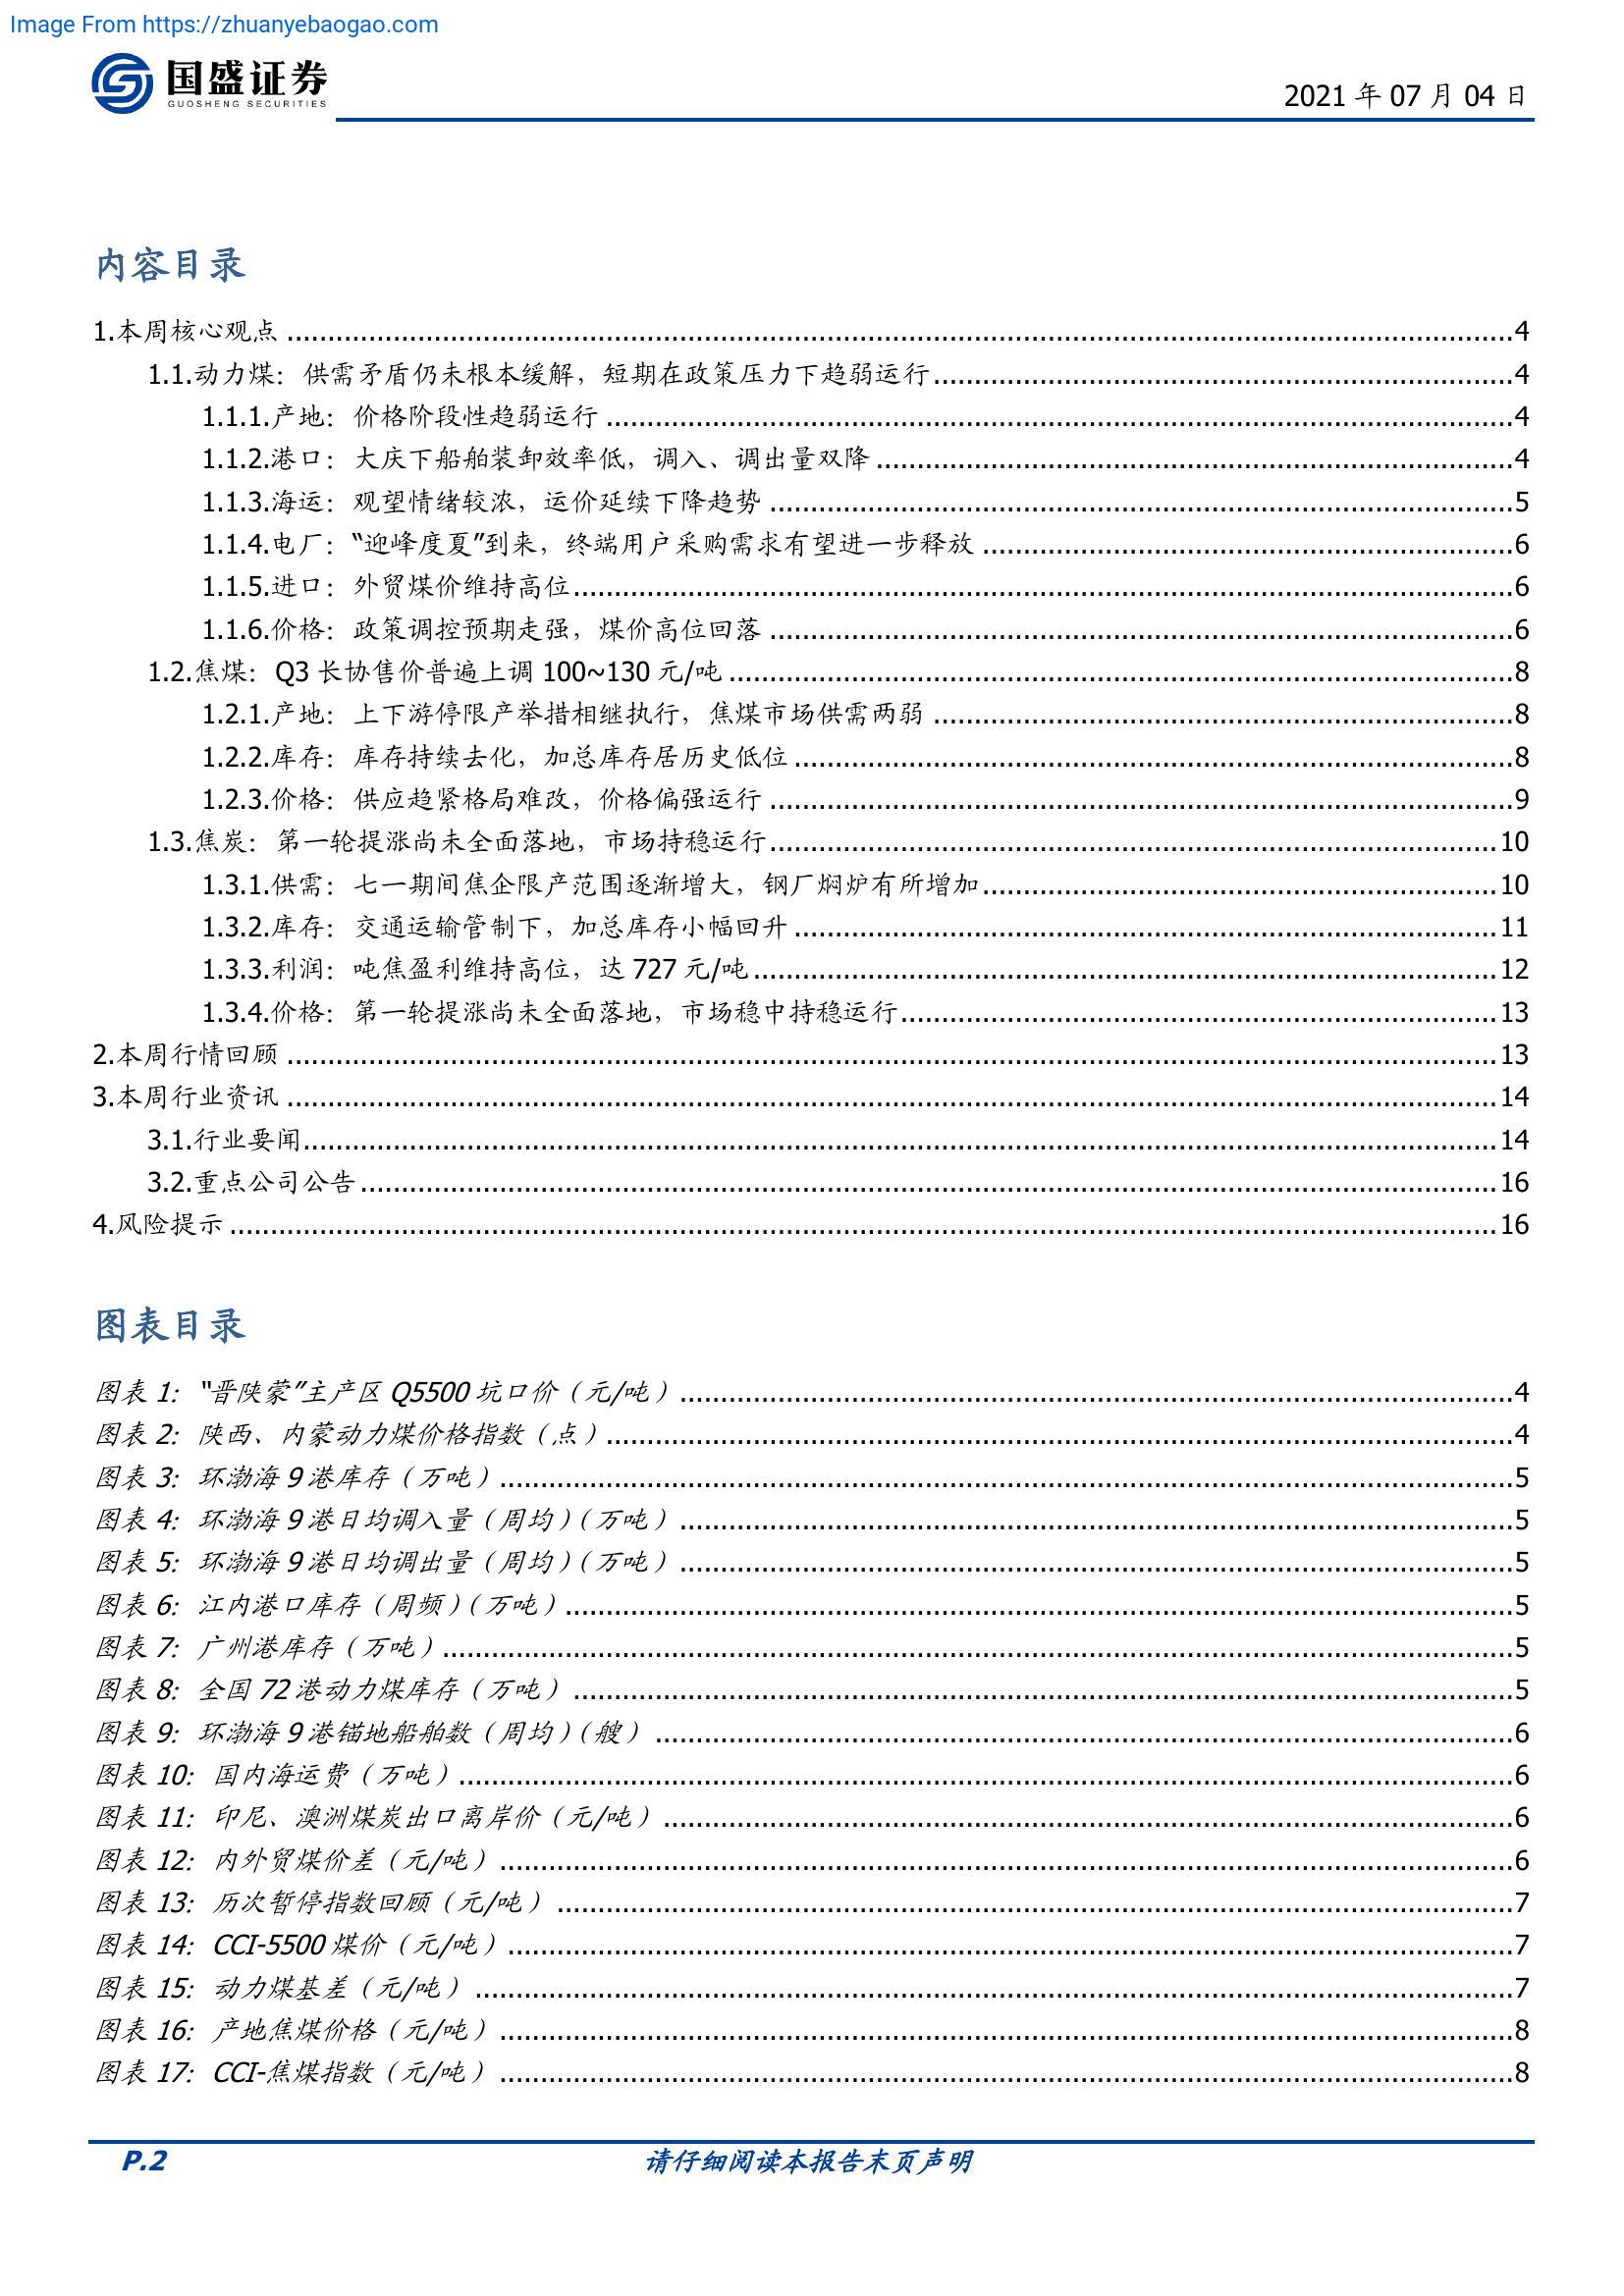 Image From https://zhuanyebaogao.com
国盛证券
GUOSHENG SECURITIES
2021 年 07 月 04 日
内容目录
1.本周核心观点 ........ 4
1.1.动力煤：供需矛盾仍未根本缓解，短期在政策压力下趋弱运行 ........ 4
1.1.1.产地：价格阶段性趋弱运行 ........ 4
1.1.2.港口：大庆下船舶装卸效率低，调入、调出量双降 ........ 4
1.1.3.海运：观望情绪较浓，运价延续下降趋势 ........ 5
1.1.4.电厂：“迎峰度夏”到来，终端用户采购需求有望进一步释放 ........ 6
1.1.5.进口：外贸煤价维持高位 ........ 6
1.1.6.价格：政策调控预期走强，煤价高位回落 ........ 6
1.2.焦煤：Q3 长协售价普遍上调 100~130 元/吨 ........ 8
1.2.1.产地：上下游停限产举措相继执行，焦煤市场供需两弱 ........ 8
1.2.2.库存：库存持续去化，加总库存居历史低位 ........ 8
1.2.3.价格：供应趋紧格局难改，价格偏强运行 ........ 9
1.3.焦炭：第一轮提涨尚未全面落地，市场持稳运行 ........ 10
1.3.1.供需：七一期间焦企限产范围逐渐增大，钢厂焖炉有所增加 ........ 10
1.3.2.库存：交通运输管制下，加总库存小幅回升 ........ 11
1.3.3.利润：吨焦盈利维持高位，达 727 元/吨 ........ 12
1.3.4.价格：第一轮提涨尚未全面落地，市场稳中持稳运行 ........ 13
2.本周行情回顾 ........ 13
3.本周行业资讯 ........ 14
3.1.行业要闻 ........ 14
3.2.重点公司公告 ........ 16
4.风险提示 ........ 16
图表目录
图表 1：“晋陕蒙”主产区 Q5500 坑口价（元/吨） ........ 4
图表 2：陕西、内蒙动力煤价格指数（点） ........ 4
图表 3：环渤海 9 港库存（万吨） ........ 5
图表 4：环渤海 9 港日均调入量（周均）（万吨） ........ 5
图表 5：环渤海 9 港日均调出量（周均）（万吨） ........ 5
图表 6：江内港口库存（周频）（万吨） ........ 5
图表 7：广州港库存（万吨） ........ 5
图表 8：全国 72 港动力煤库存（万吨） ........ 5
图表 9：环渤海 9 港锚地船舶数（周均）（艘） ........ 6
图表 10：国内海运费（万吨） ........ 6
图表 11：印尼、澳洲煤炭出口离岸价（元/吨） ........ 6
图表 12：内外贸煤价差（元/吨） ........ 6
图表 13：历次暂停指数回顾（元/吨） ........ 7
图表 14：CCI-5500 煤价（元/吨） ........ 7
图表 15：动力煤基差（元/吨） ........ 7
图表 16：产地焦煤价格（元/吨） ........ 8
图表 17：CCI-焦煤指数（元/吨） ........ 8
P.2
请仔细阅读本报告末页声明